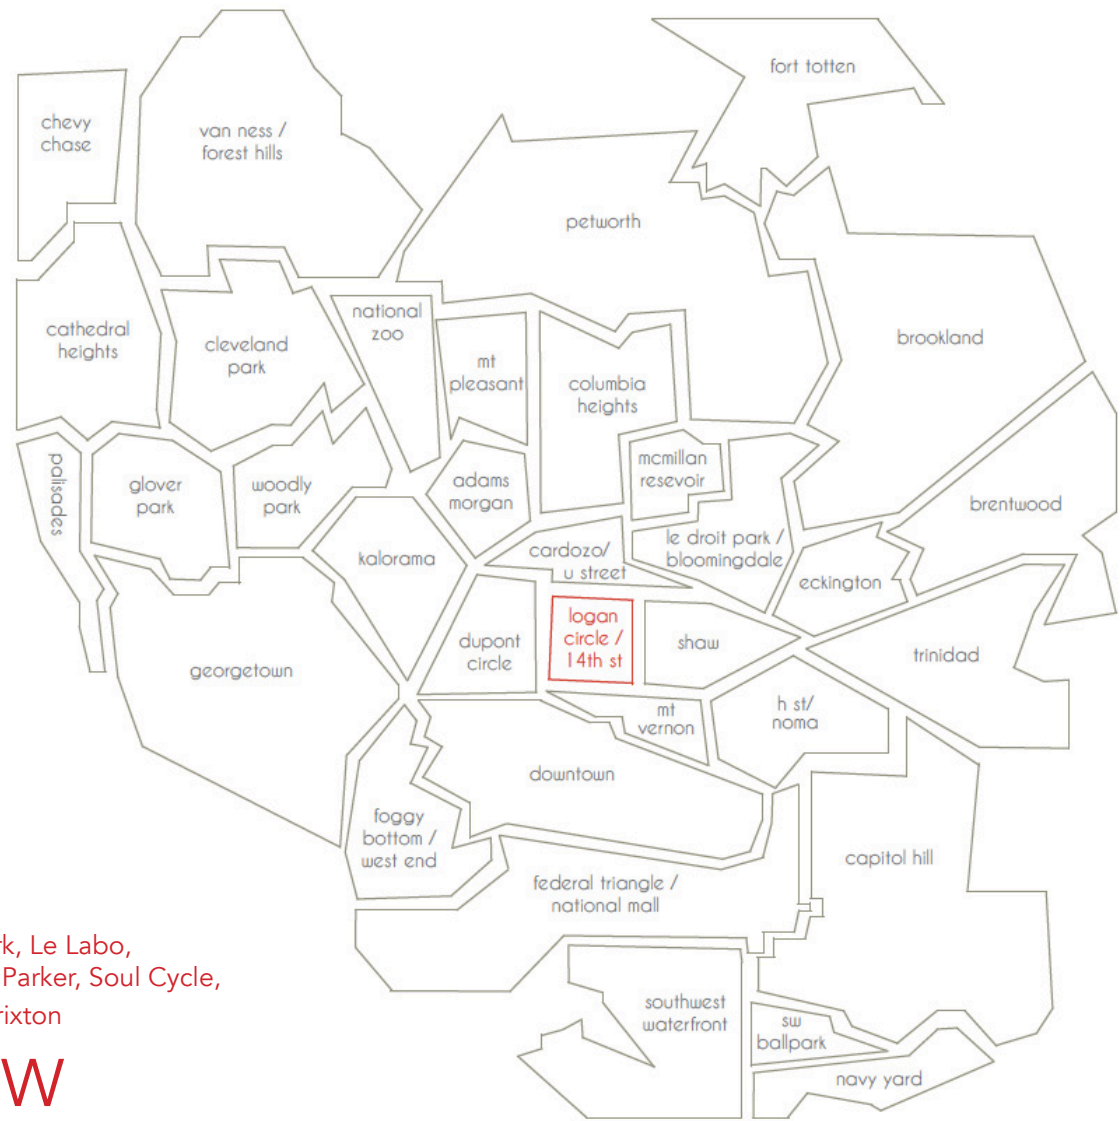 fort totten
chevy
chase
van ness /
forest hills
petworth
national
zoo
cathedral
heights
cleveland
park
brookland
mt
pleasant
columbia
heights
palisades
glover
park
woodly
park
adams
morgan
mcmillan
resevoir
brentwood
kalorama
cardozo/
u street
le droit park /
bloomingdale
eckington
logan
circle /
14th st
dupont
circle
shaw
trinidad
georgetown
mt
vernon
h st/
noma
downtown
foggy
bottom /
west end
capitol hill
federal triangle /
national mall
rk, Le Labo,
Parker, Soul Cycle,
rixton
W
southwest
waterfront
sw
ballpark
navy yard